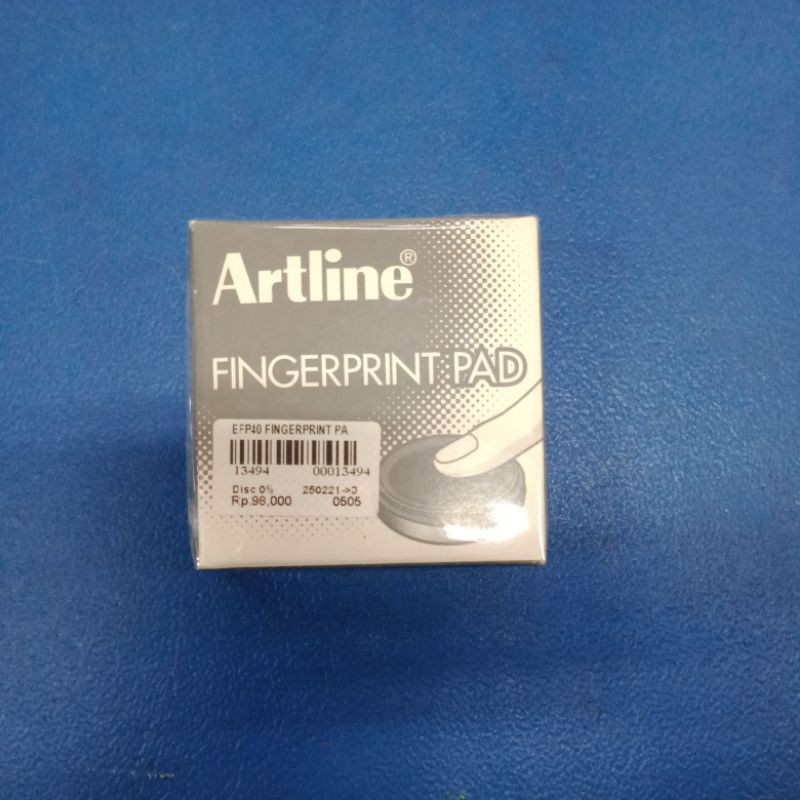 Artline®
FINGERPRINT PAD
EFP40 FINGERPRINT PA
13494 00013494
Disc 0% 250221->3
Rp.98,000 0505